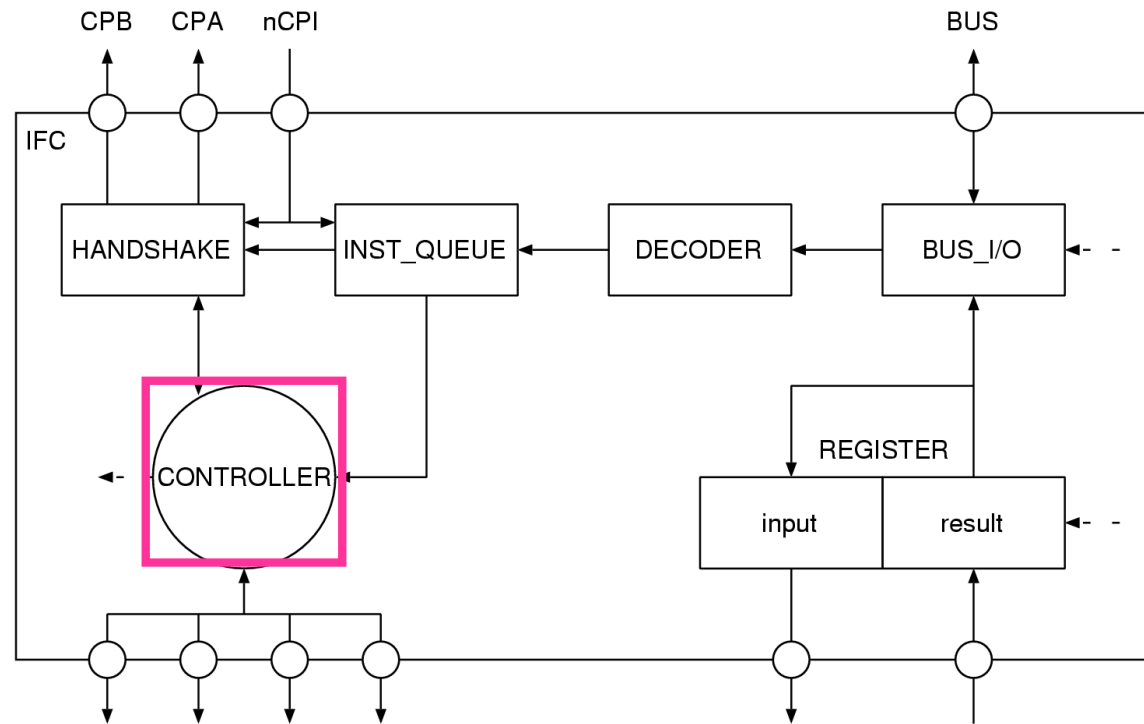 CPB CPA nCPI BUS
IFC
HANDSHAKE INST_QUEUE DECODER BUS_I/O
REGISTER
CONTROLLER
input result